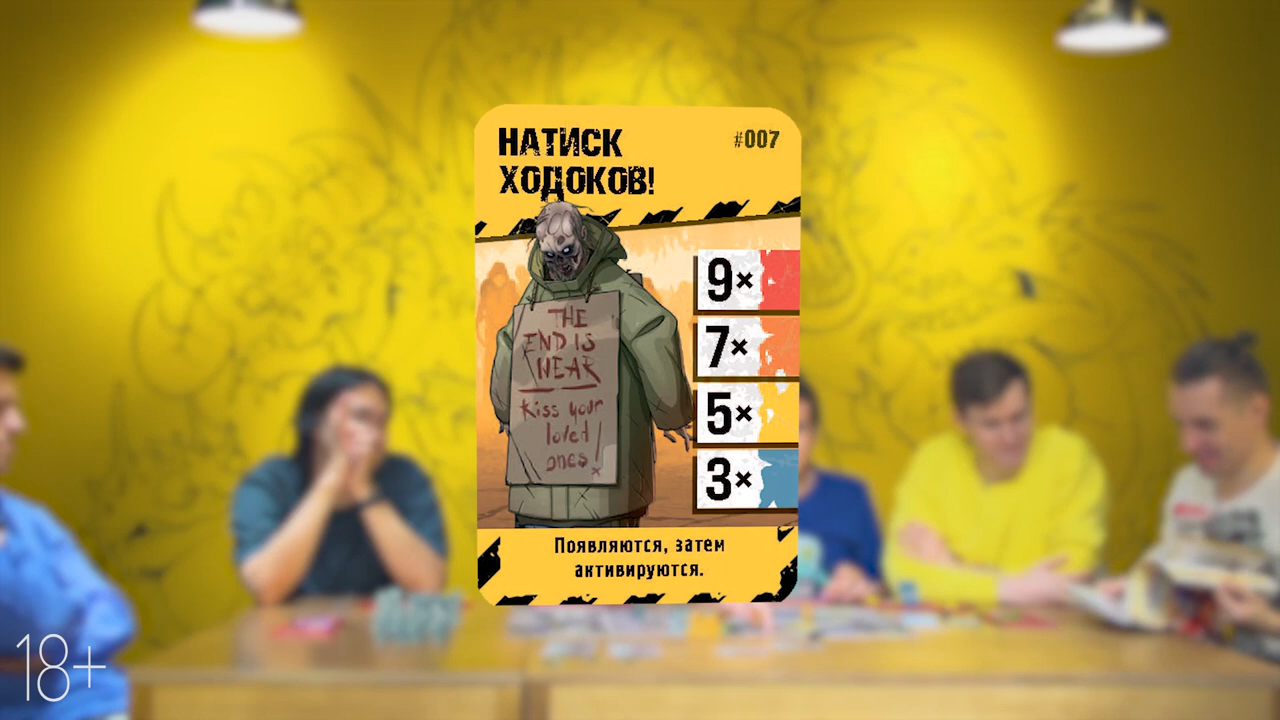 НАТИСК
ХОДОКОВ!
#007
THE
END IS
NEAR
Kiss your
loved
ones!
x
9×
7×
5×
3×
Появляются, затем
активируются.
18+